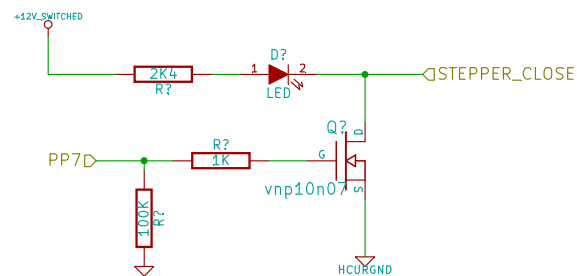 +12V_SWITCHED
D?
1
2
2K4
R?
LED
STEPPER_CLOSE
Q?
D
R?
G
PP7
1K
vnp10n07
S
100K
R?
HCURGND